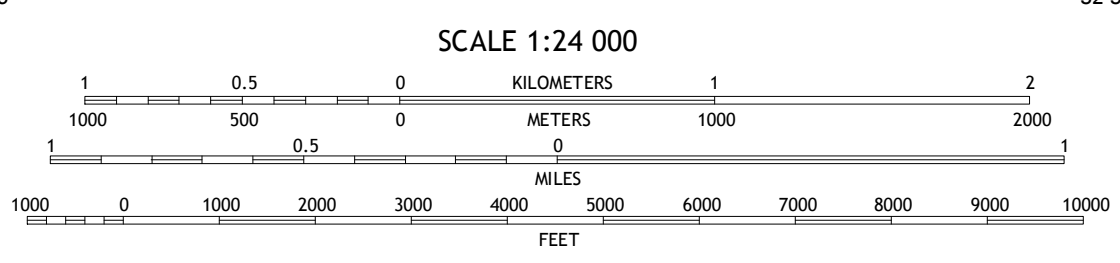 SCALE 1:24 000
1 0.5 0 KILOMETERS 1 2
1000 500 0 METERS 1000 2000
1 0.5 0 1
MILES
1000 0 1000 2000 3000 4000 5000 6000 7000 8000 9000 10000
FEET